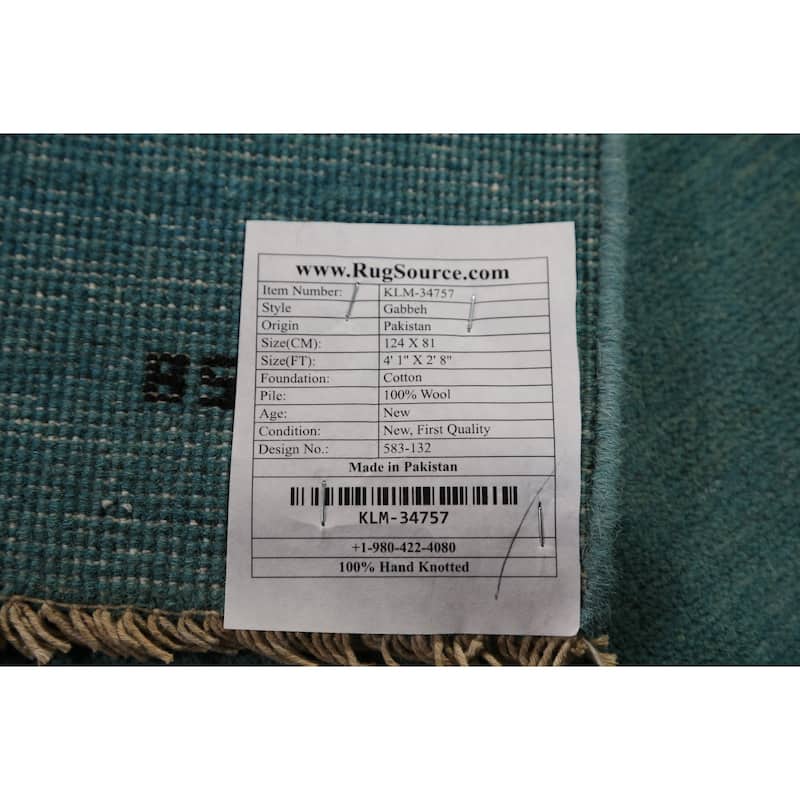 www.RugSource.com
Item Number: KLM-34757
Style Gabbeh
Origin Pakistan
Size(CM): 124 X 81
Size(FT): 4' 1" X 2' 8"
Foundation: Cotton
Pile: 100% Wool
Age: New
Condition: New, First Quality
Design No.: 583-132
Made in Pakistan
KLM-34757
+1-980-422-4080
100% Hand Knotted